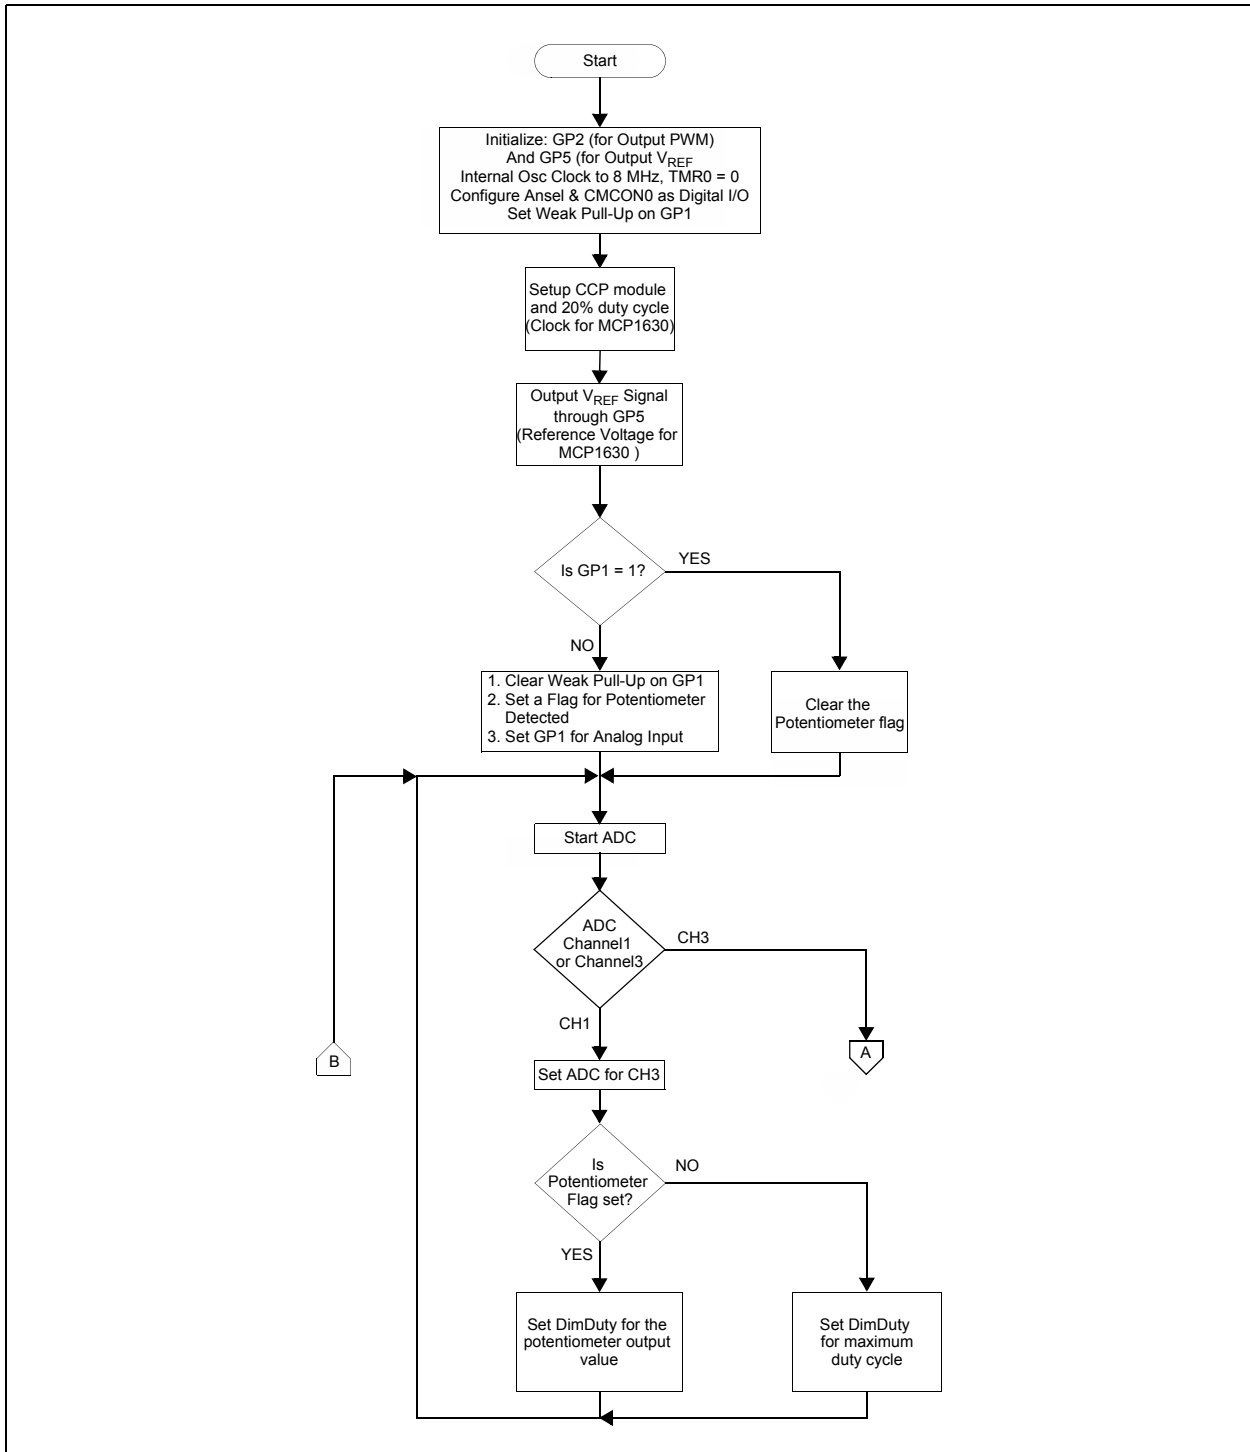 Start
Initialize: GP2 (for Output PWM)
And GP5 (for Output VREF
Internal Osc Clock to 8 MHz, TMR0 = 0
Configure Ansel & CMCON0 as Digital I/O
Set Weak Pull-Up on GP1
Setup CCP module
and 20% duty cycle
(Clock for MCP1630)
Output VREF Signal
through GP5
(Reference Voltage for
MCP1630 )
Is GP1 = 1?
YES
NO
1. Clear Weak Pull-Up on GP1
2. Set a Flag for Potentiometer
Detected
3. Set GP1 for Analog Input
Clear the
Potentiometer flag
Start ADC
ADC
Channel1
or Channel3
CH3
CH1
B
A
Set ADC for CH3
Is
Potentiometer
Flag set?
NO
YES
Set DimDuty for the
potentiometer output
value
Set DimDuty
for maximum
duty cycle